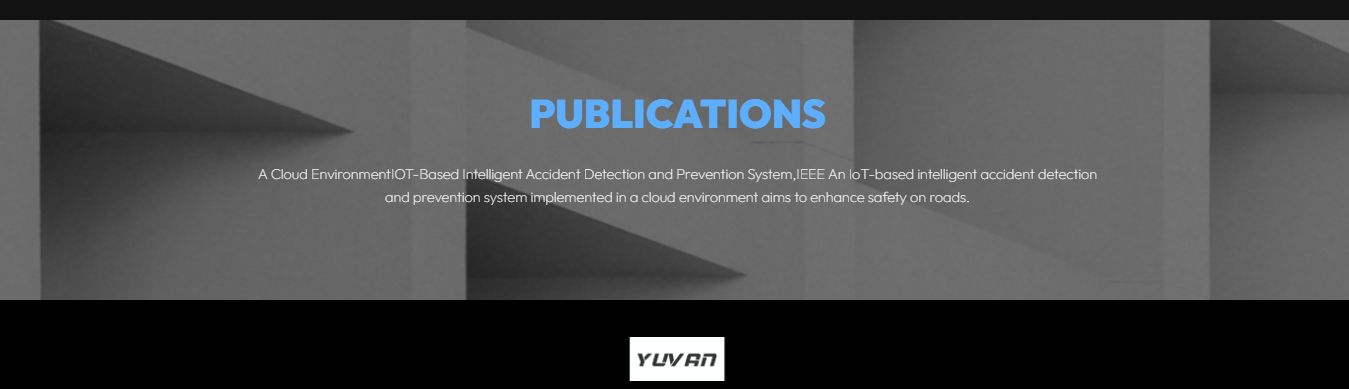 PUBLICATIONS
A Cloud EnvironmentIOT-Based Intelligent Accident Detection and Prevention System,IEEE An IoT-based intelligent accident detection
and prevention system implemented in a cloud environment aims to enhance safety on roads.
YUVAN